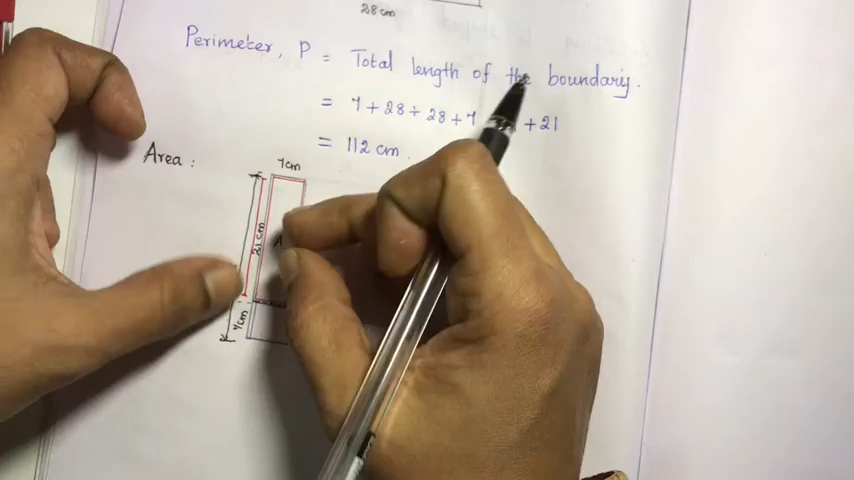 28 cm
Perimeter, P = Total length of the boundary.
= 7 + 28 + 28 + 7 + 21
= 112 cm.
Area :
7cm
21 cm
A
7cm